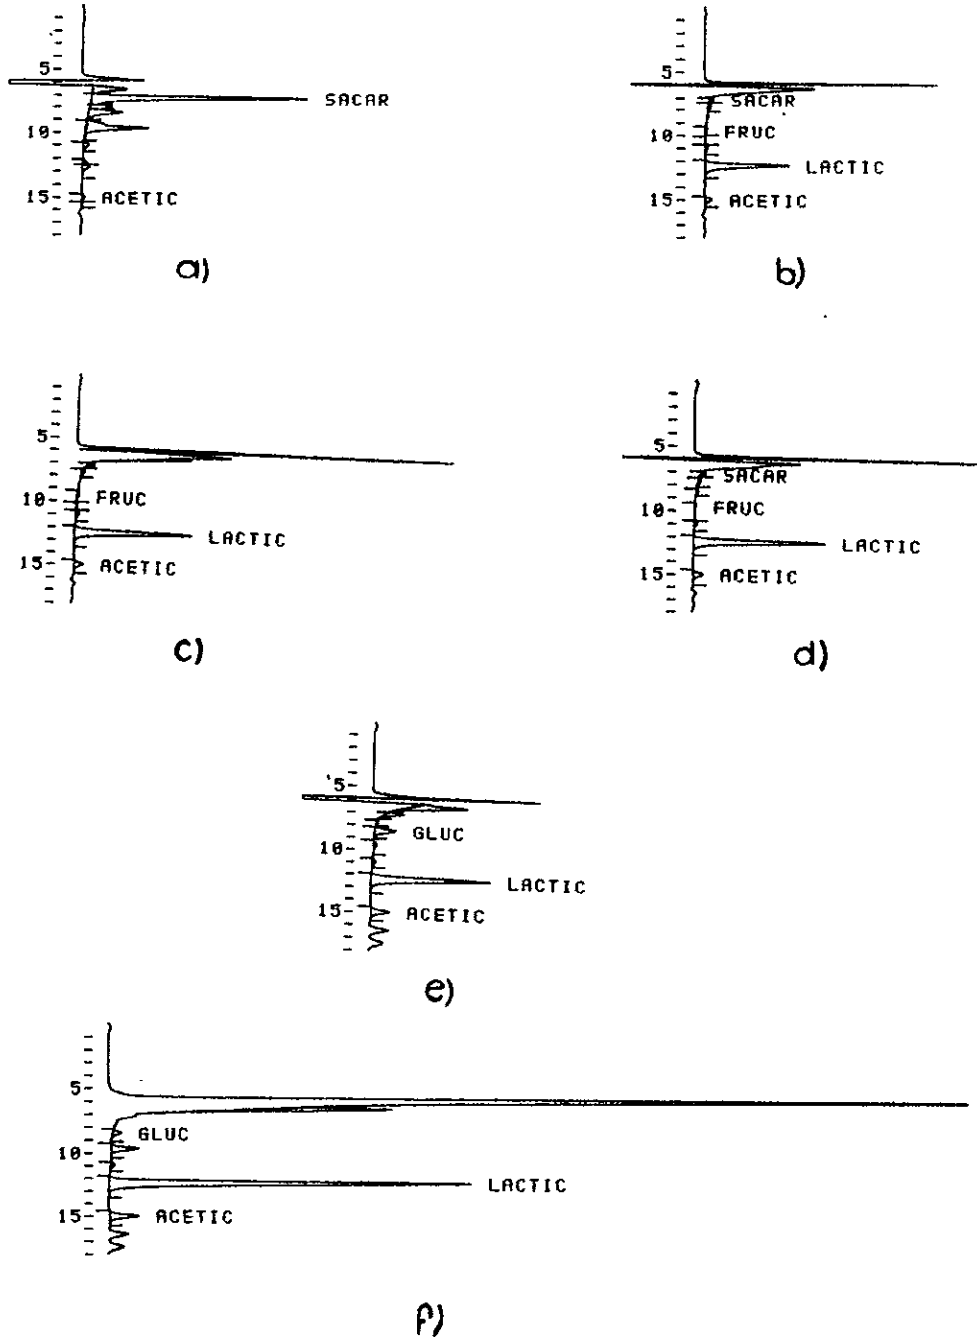 5
SACAR
10
15 ACETIC
a)
5
SACAR
10 FRUC
LACTIC
15 ACETIC
b)
5
10 FRUC
LACTIC
15 ACETIC
c)
5
SACAR
10 FRUC
LACTIC
15 ACETIC
d)
5
GLUC
10
LACTIC
15 ACETIC
e)
5
GLUC
10
LACTIC
15 ACETIC
f)